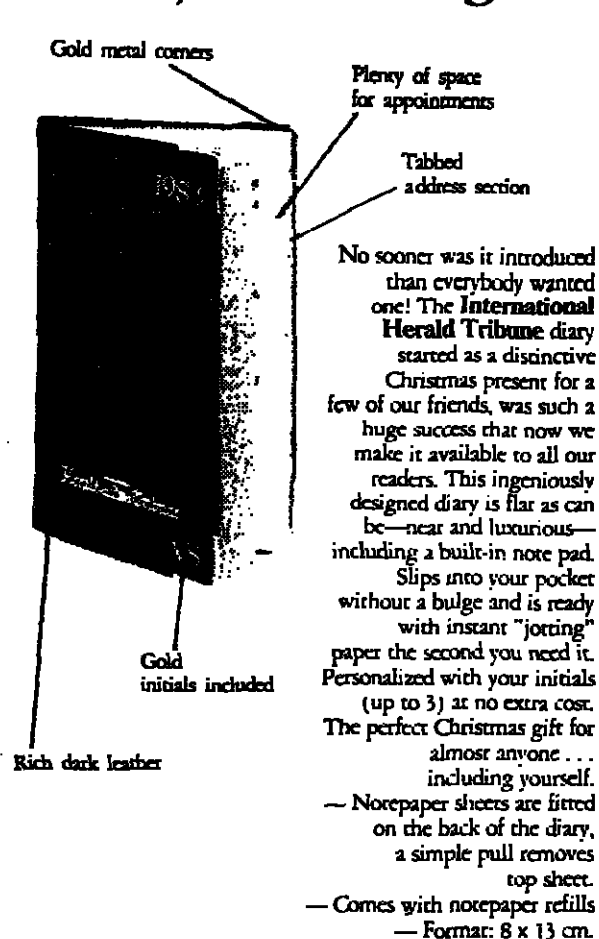 Gold metal corners
Plenty of space
for appointments
Tabbed
address section
No sooner was it introduced
than everybody wanted
one! The International
Herald Tribune diary
started as a distinctive
Christmas present for a
few of our friends, was such a
huge success that now we
make it available to all our
readers. This ingeniously
designed diary is flat as can
be—neat and luxurious—
including a built-in note pad.
Slips into your pocket
without a bulge and is ready
with instant "jotting"
paper the second you need it.
Personalized with your initials
(up to 3) at no extra cost.
The perfect Christmas gift for
almost anyone . . .
including yourself.
— Notepaper sheets are fitted
on the back of the diary,
a simple pull removes
top sheet.
— Comes with notepaper refills
— Format: 8 x 13 cm.
Gold
initials included
Rich dark leather